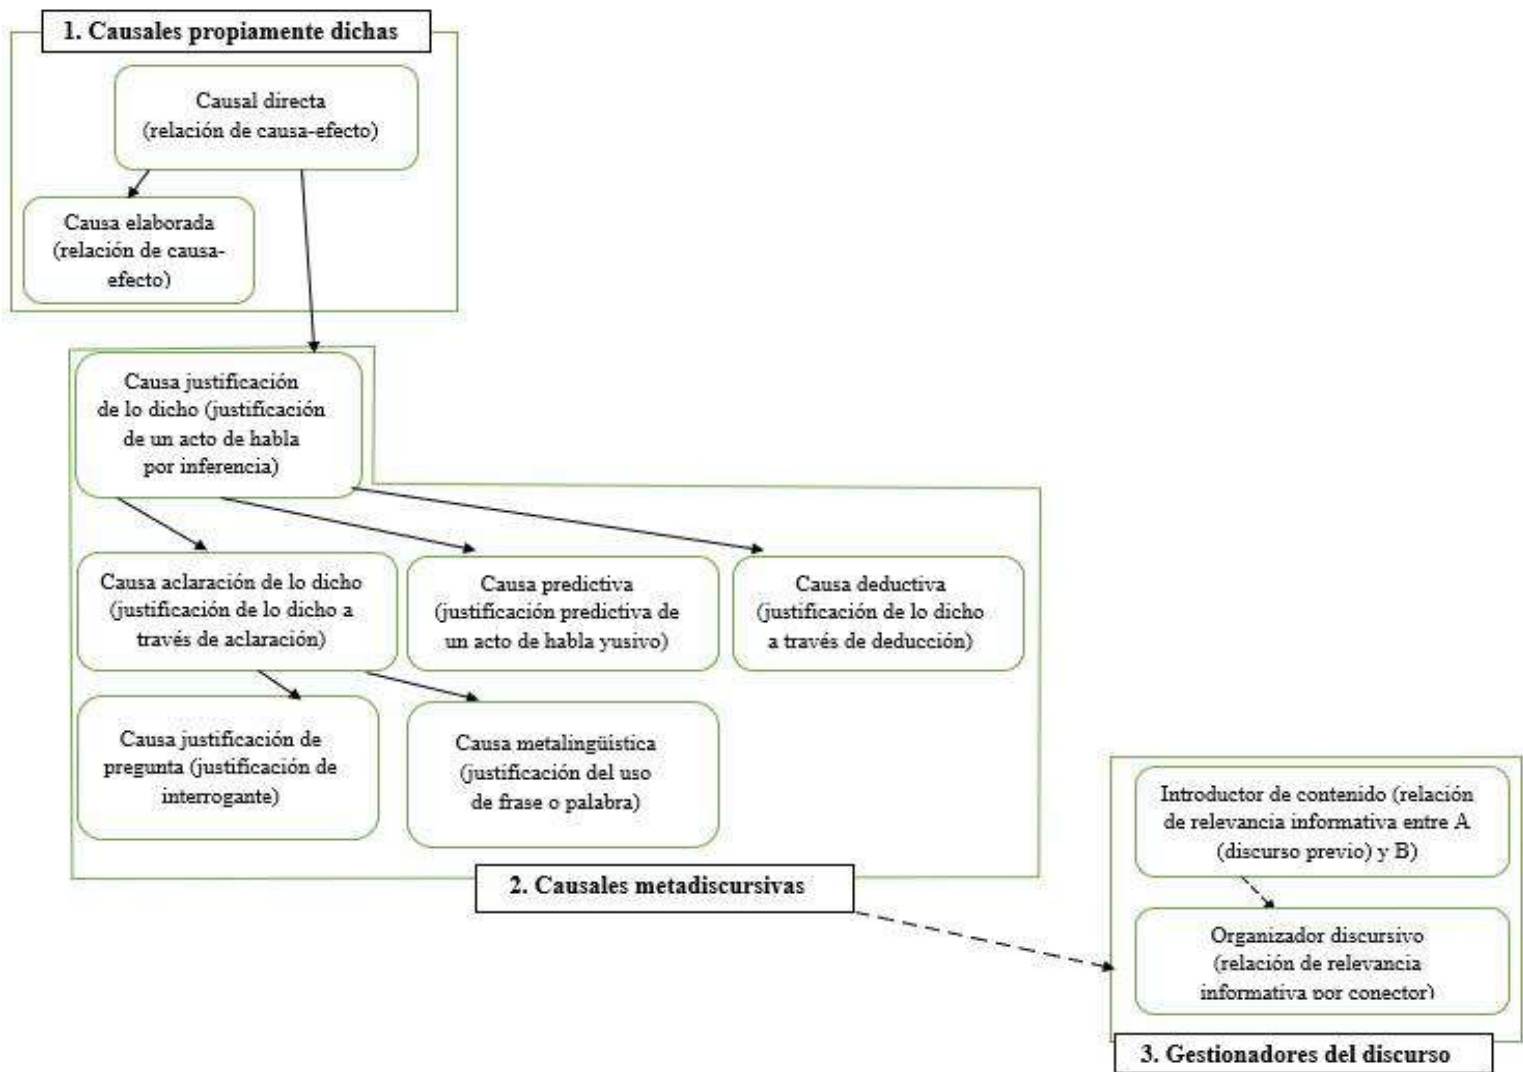 1. Causales propiamente dichas
Causal directa
(relación de causa-efecto)
Causa elaborada
(relación de causa-
efecto)
Causa justificación
de lo dicho (justificación
de un acto de habla
por inferencia)
Causa aclaración de lo dicho
(justificación de lo dicho a
través de aclaración)
Causa predictiva
(justificación predictiva de
un acto de habla yusivo)
Causa deductiva
(justificación de lo dicho
a través de deducción)
Causa justificación de
pregunta (justificación de
interrogante)
Causa metalingüística
(justificación del uso
de frase o palabra)
2. Causales metadiscursivas
Introductor de contenido (relación
de relevancia informativa entre A
(discurso previo) y B)
Organizador discursivo
(relación de relevancia
informativa por conector)
3. Gestionadores del discurso